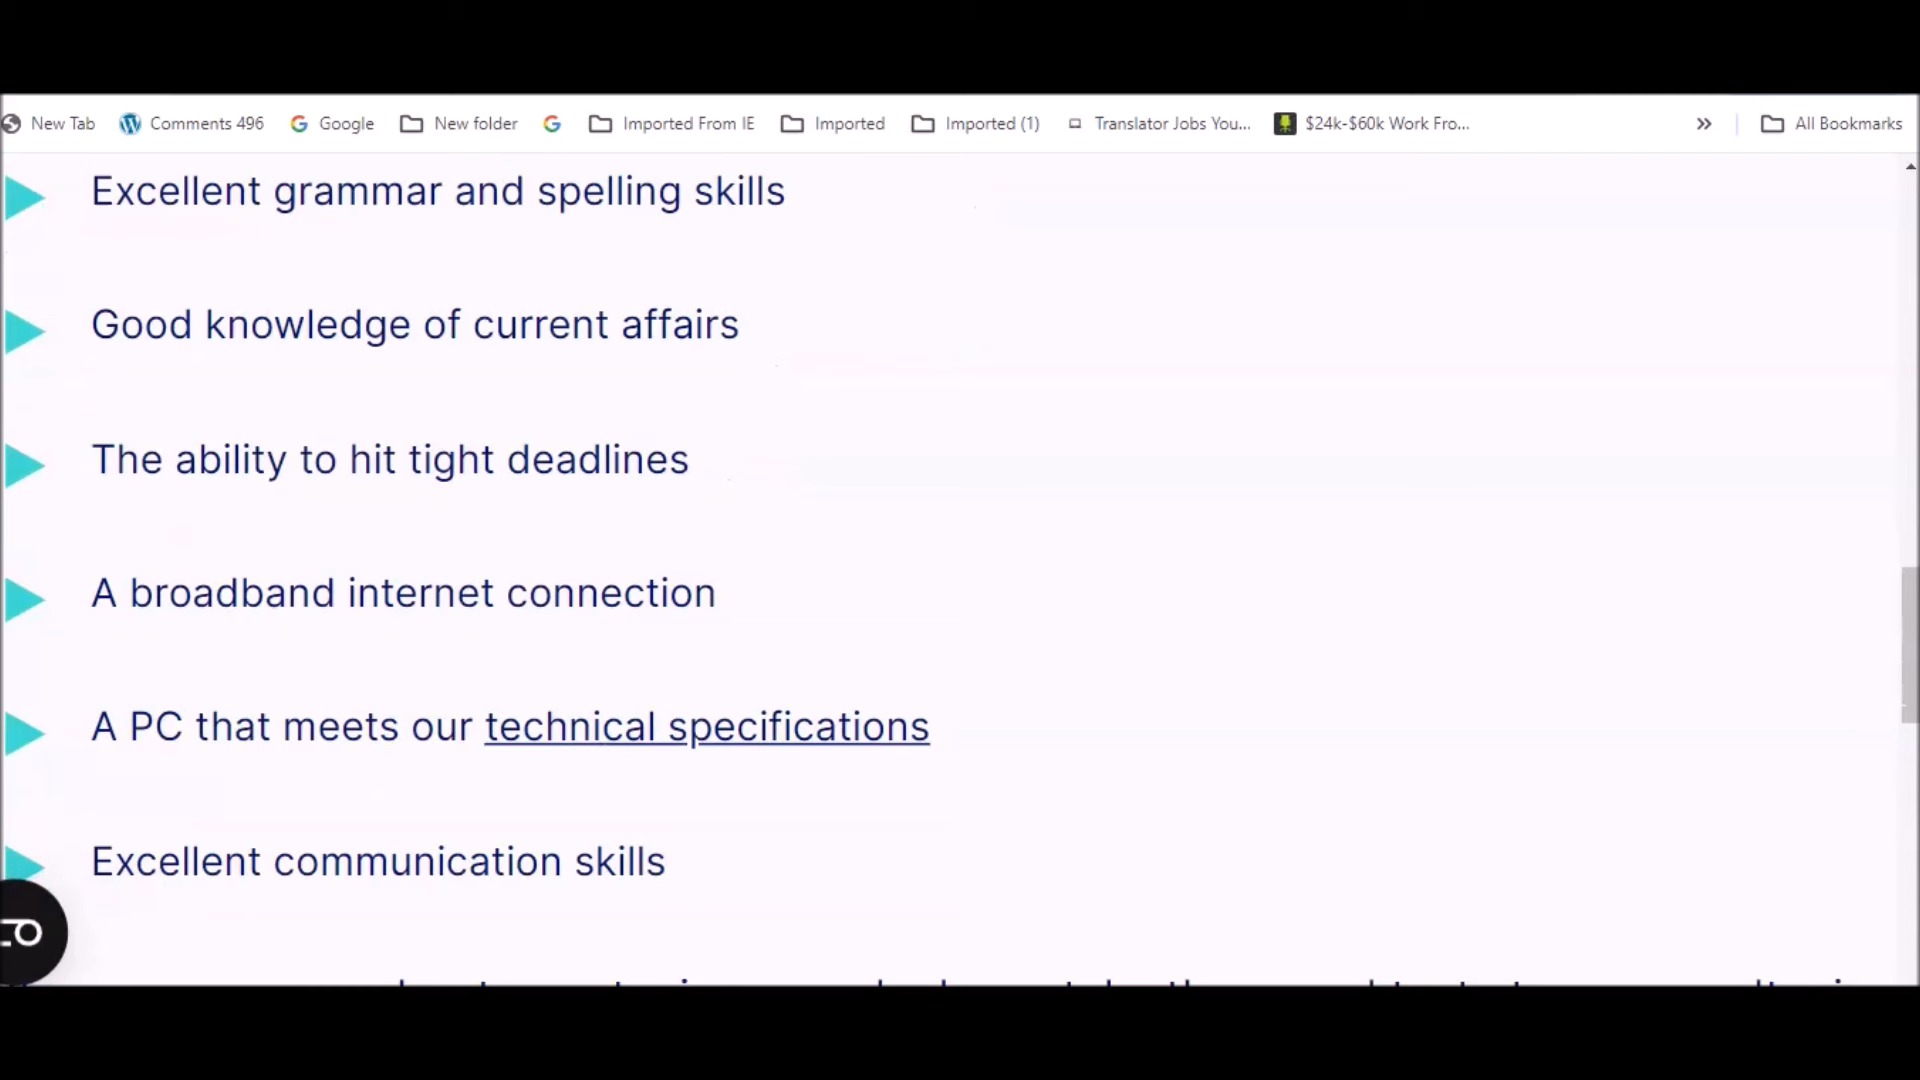 New Tab Comments 496 Google New folder Imported From IE Imported Imported (1) Translator Jobs You... $24k-$60k Work Fro... » All Bookmarks
Excellent grammar and spelling skills
Good knowledge of current affairs
The ability to hit tight deadlines
A broadband internet connection
A PC that meets our technical specifications
Excellent communication skills